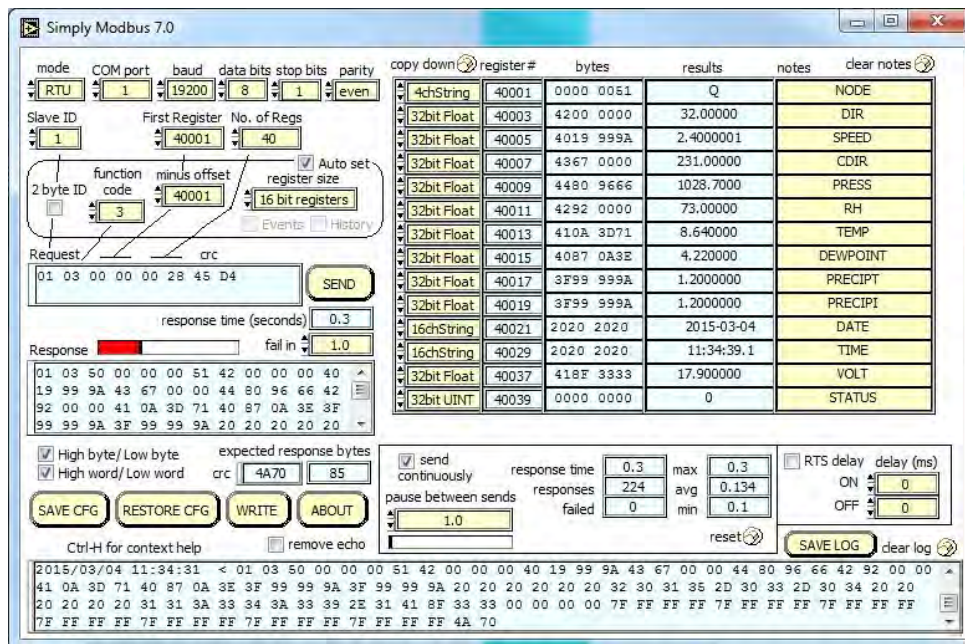 Simply Modbus 7.0
mode COM port baud data bits stop bits parity
RTU 1 19200 8 1 even
Slave ID First Register No. of Regs
1 40001 40
Auto set
2 byte ID function code minus offset register size
3 40001 16 bit registers
Events History
Request crc
01 03 00 00 00 28 45 D4
SEND
response time (seconds) 0.3
Response fail in 1.0
01 03 50 00 00 00 51 42 00 00 00 40
19 99 9A 43 67 00 00 44 80 96 66 42
92 00 00 41 0A 3D 71 40 87 0A 3E 3F
99 99 9A 3F 99 99 9A 20 20 20 20 20
High byte/ Low byte expected response bytes
High word/ Low word crc 4A70 85
SAVE CFG RESTORE CFG WRITE ABOUT
Ctrl-H for context help remove echo
copy down register # bytes results notes clear notes
4chString 40001 0000 0051 Q NODE
32bit Float 40003 4200 0000 32.00000 DIR
32bit Float 40005 4019 999A 2.4000001 SPEED
32bit Float 40007 4367 0000 231.00000 CDIR
32bit Float 40009 4480 9666 1028.7000 PRESS
32bit Float 40011 4292 0000 73.00000 RH
32bit Float 40013 410A 3D71 8.640000 TEMP
32bit Float 40015 4087 0A3E 4.220000 DEWPOINT
32bit Float 40017 3F99 999A 1.2000000 PRECIPT
32bit Float 40019 3F99 999A 1.2000000 PRECIPI
16chString 40021 2020 2020 2015-03-04 DATE
16chString 40029 2020 2020 11:34:39.1 TIME
32bit Float 40037 418F 3333 17.900000 VOLT
32bit UINT 40039 0000 0000 0 STATUS
send continuously
pause between sends
1.0
response time 0.3 max 0.3
responses 224 avg 0.134
failed 0 min 0.1
reset
RTS delay delay (ms)
ON 0
OFF 0
SAVE LOG clear log
2015/03/04 11:34:31 < 01 03 50 00 00 00 51 42 00 00 00 40 19 99 9A 43 67 00 00 44 80 96 66 42 92 00 00
41 0A 3D 71 40 87 0A 3E 3F 99 99 9A 3F 99 99 9A 20 20 20 20 20 20 32 30 31 35 2D 30 33 2D 30 34 20 20
20 20 20 20 31 31 3A 33 34 3A 33 39 2E 31 41 8F 33 33 00 00 00 00 7F FF FF FF 7F FF FF FF 7F FF FF FF
7F FF FF FF 7F FF FF FF 7F FF FF FF 7F FF FF FF 4A 70